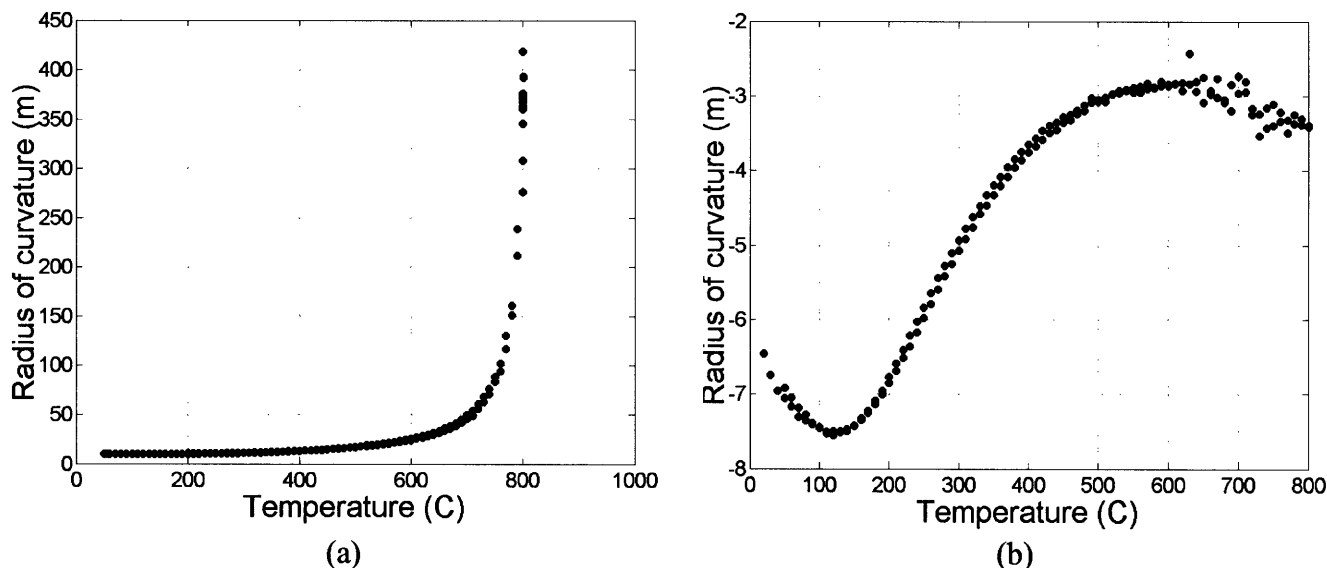 450
400
350
300
250
200
150
100
50
0
0 200 400 600 800 1000
Radius of curvature (m)
Temperature (C)
(a)
-2
-3
-4
-5
-6
-7
-8
0 100 200 300 400 500 600 700 800
Radius of curvature (m)
Temperature (C)
(b)